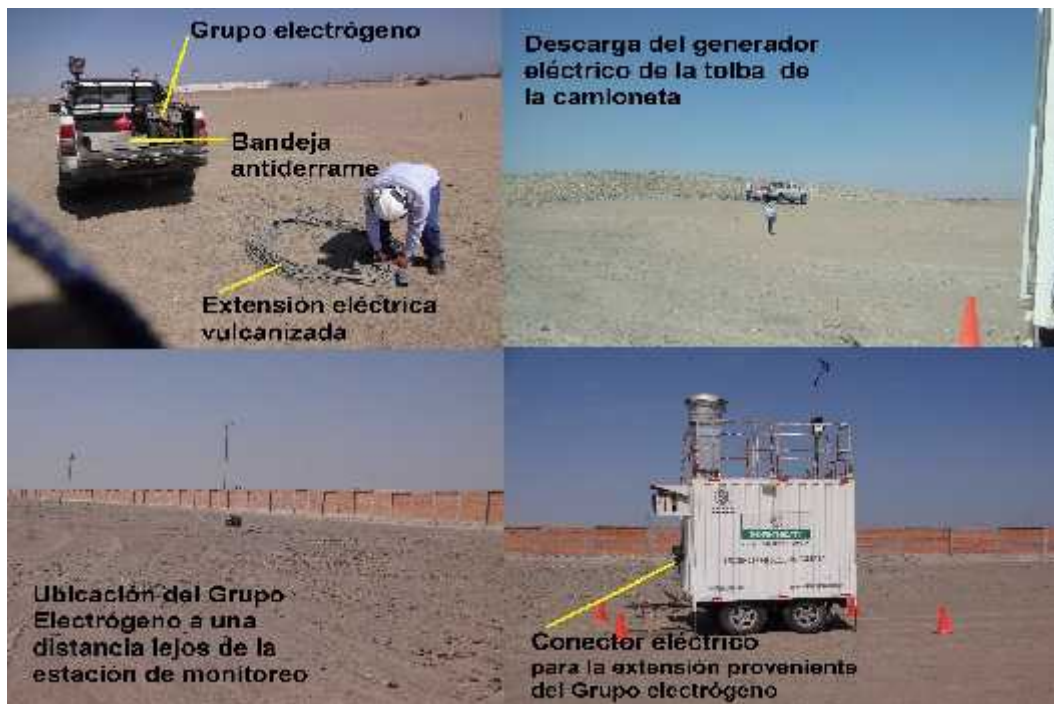 Grupo electrógeno
Bandeja
antiderrame
Extensión eléctrica
vulcanizada
Descarga del generador
eléctrico de la tolba de
la camioneta
Ubicación del Grupo
Electrógeno a una
distancia lejos de la
estación de monitoreo
Conector eléctrico
para la extensión proveniente
del Grupo electrógeno